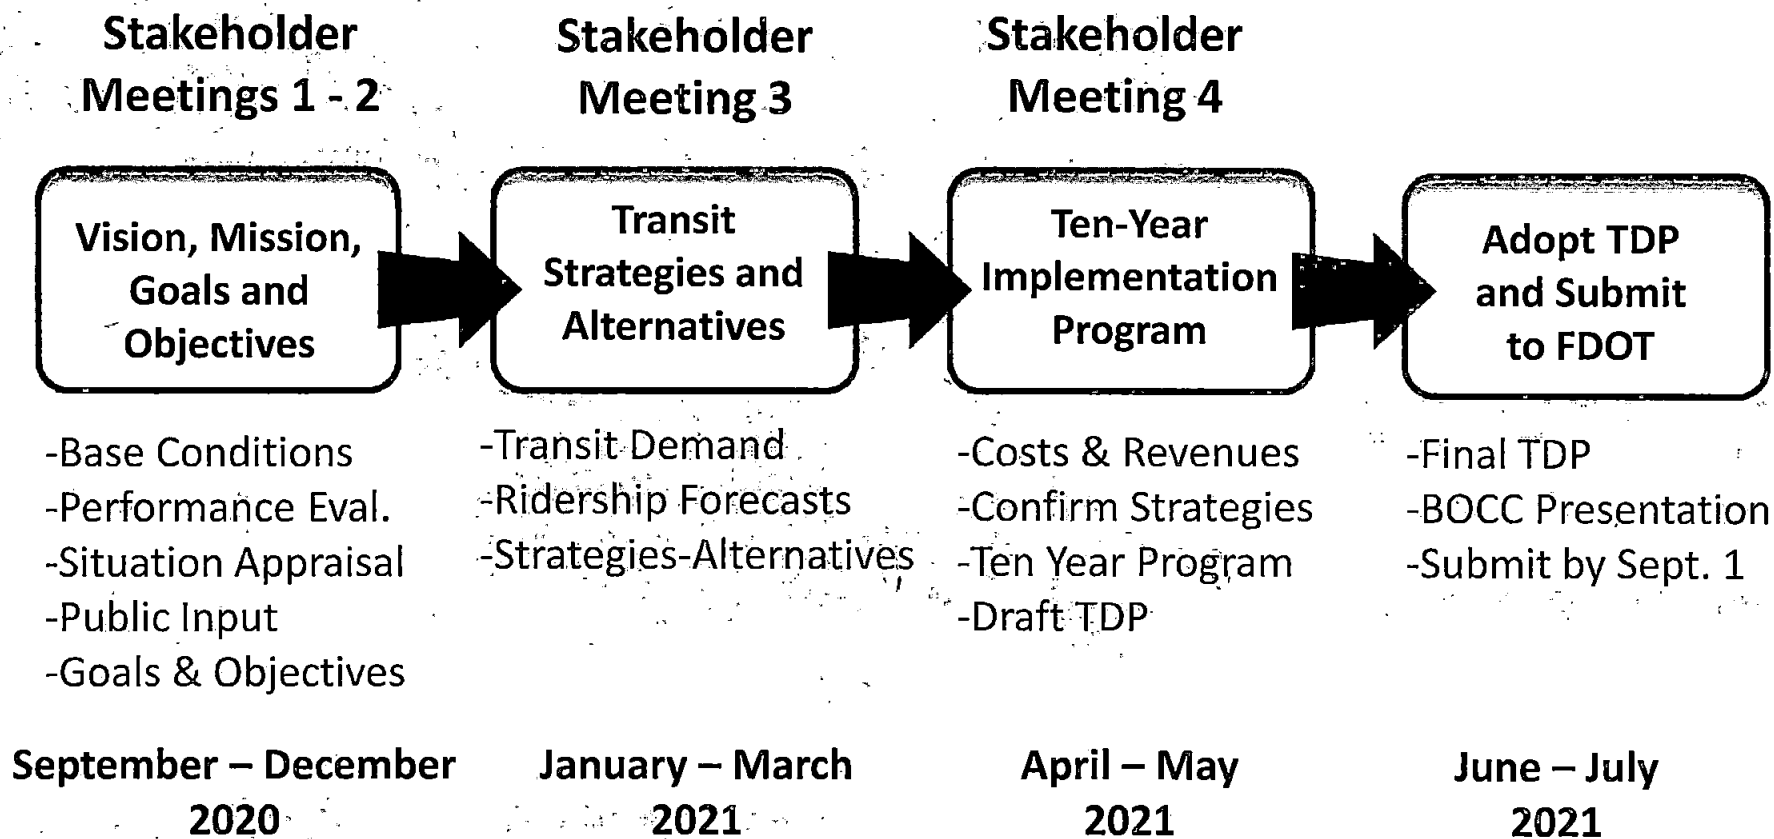 Stakeholder
Meetings 1 - 2
Stakeholder
Meeting 3
Stakeholder
Meeting 4
Vision, Mission,
Goals and
Objectives
Transit
Strategies and
Alternatives
Ten-Year
Implementation
Program
Adopt TDP
and Submit
to FDOT
-Base Conditions
-Performance Eval.
-Situation Appraisal
-Public Input
-Goals & Objectives
-Transit Demand
-Ridership Forecasts
-Strategies-Alternatives
-Costs & Revenues
-Confirm Strategies
-Ten Year Program
-Draft TDP
-Final TDP
-BOCC Presentation
-Submit by Sept. 1
September – December
2020
January – March
2021
April – May
2021
June – July
2021